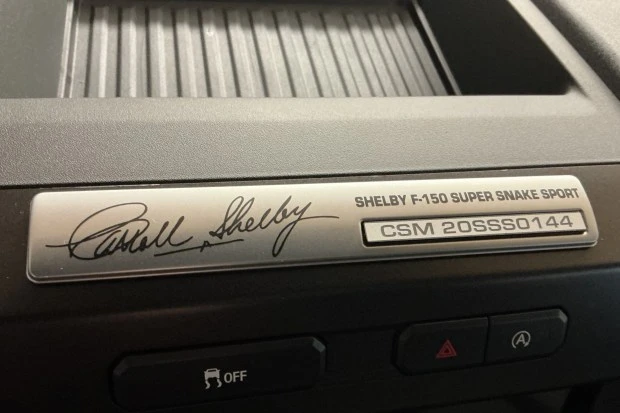 Carroll Shelby
SHELBY F-150 SUPER SNAKE SPORT
CSM 20SSS0144
OFF
A